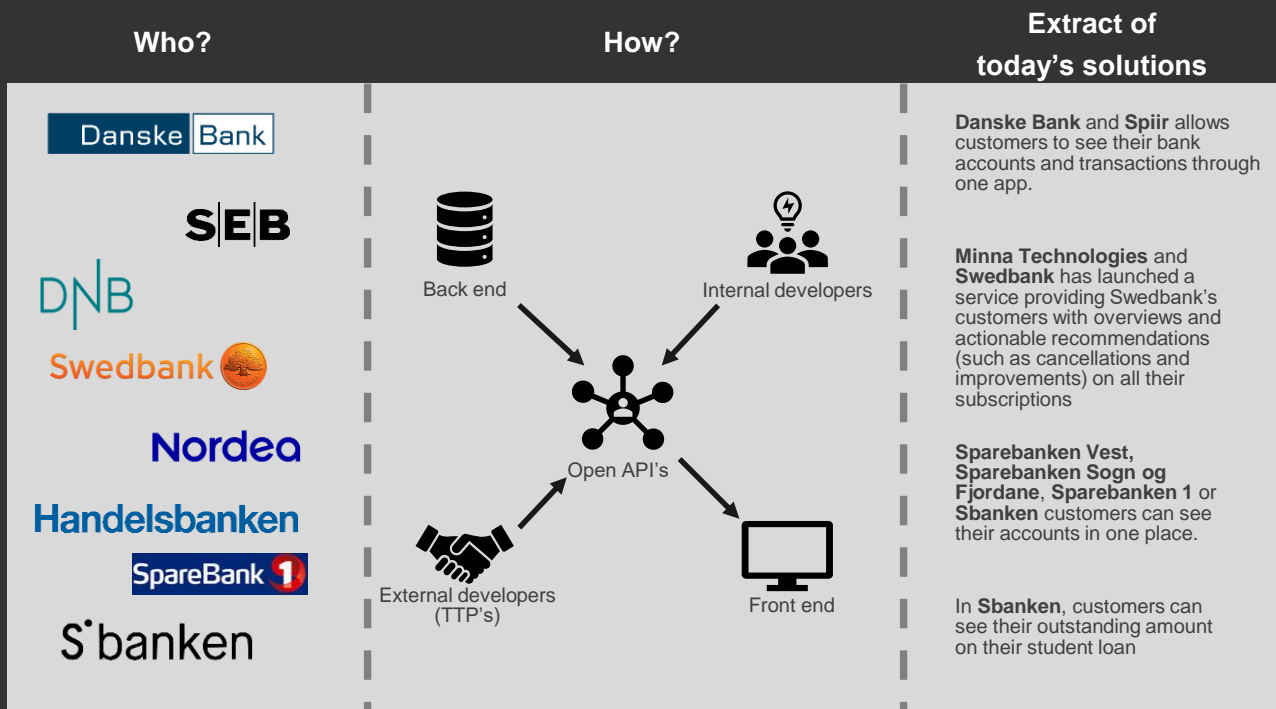 Who?
How?
Extract of
today’s solutions
Danske Bank
SEB
DNB
Swedbank
Nordea
Handelsbanken
SpareBank 1
S'banken
Back end
Internal developers
Open API’s
External developers
(TTP’s)
Front end
Danske Bank and Spiir allows
customers to see their bank
accounts and transactions through
one app.
Minna Technologies and
Swedbank has launched a
service providing Swedbank’s
customers with overviews and
actionable recommendations
(such as cancellations and
improvements) on all their
subscriptions
Sparebanken Vest,
Sparebanken Sogn og
Fjordane, Sparebanken 1 or
Sbanken customers can see
their accounts in one place.
In Sbanken, customers can
see their outstanding amount
on their student loan